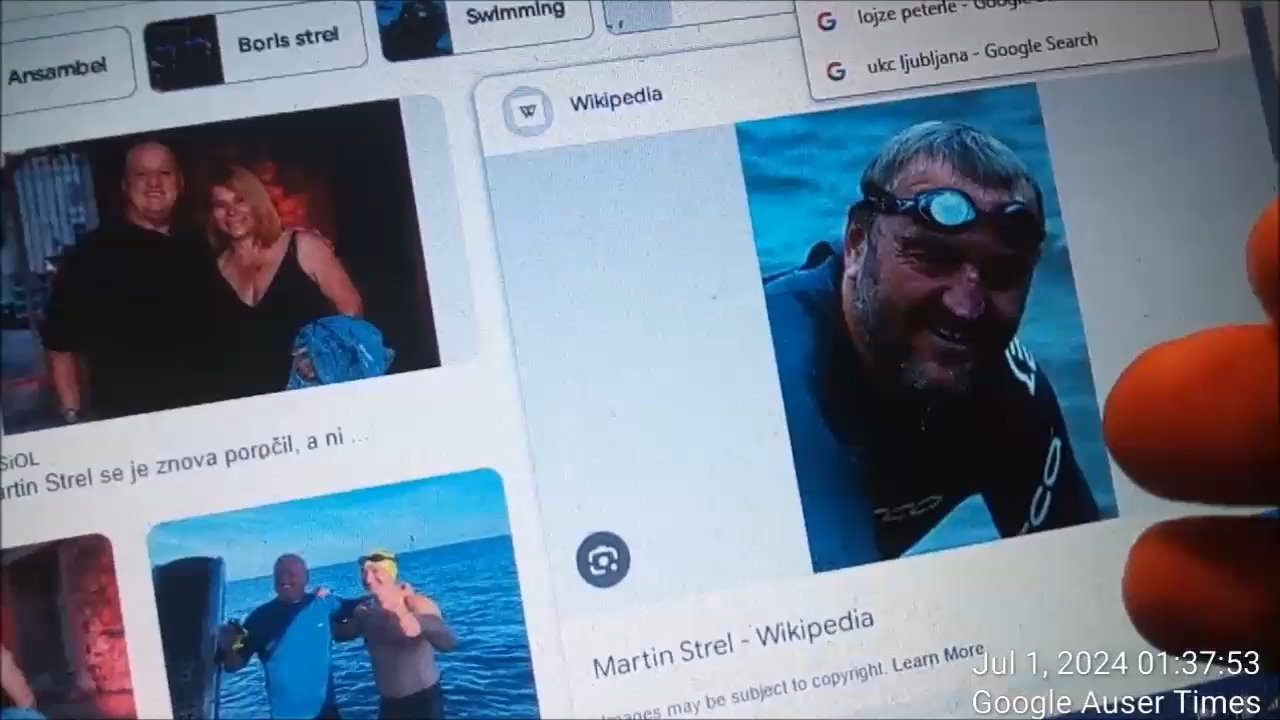 Ansambel
Boris strel
Swimming
lojze peterle - Google
ukc ljubljana - Google Search
W
Wikipedia
SiOL
Martin Strel se je znova poročil, a ni ...
Martin Strel - Wikipedia
Images may be subject to copyright. Learn More
Jul 1, 2024 01:37:53
Google Auser Times